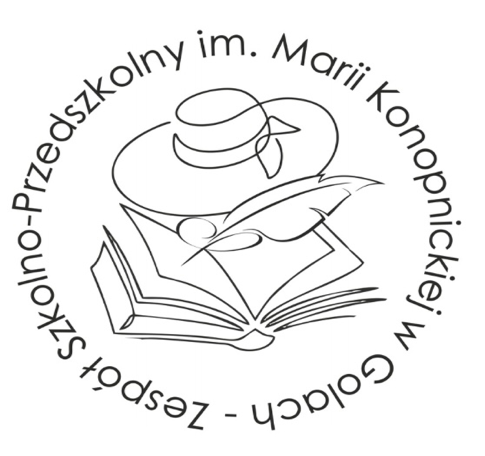 Zespół Szkolno-Przedszkolny im. Marii Konopnickiej w Golach -